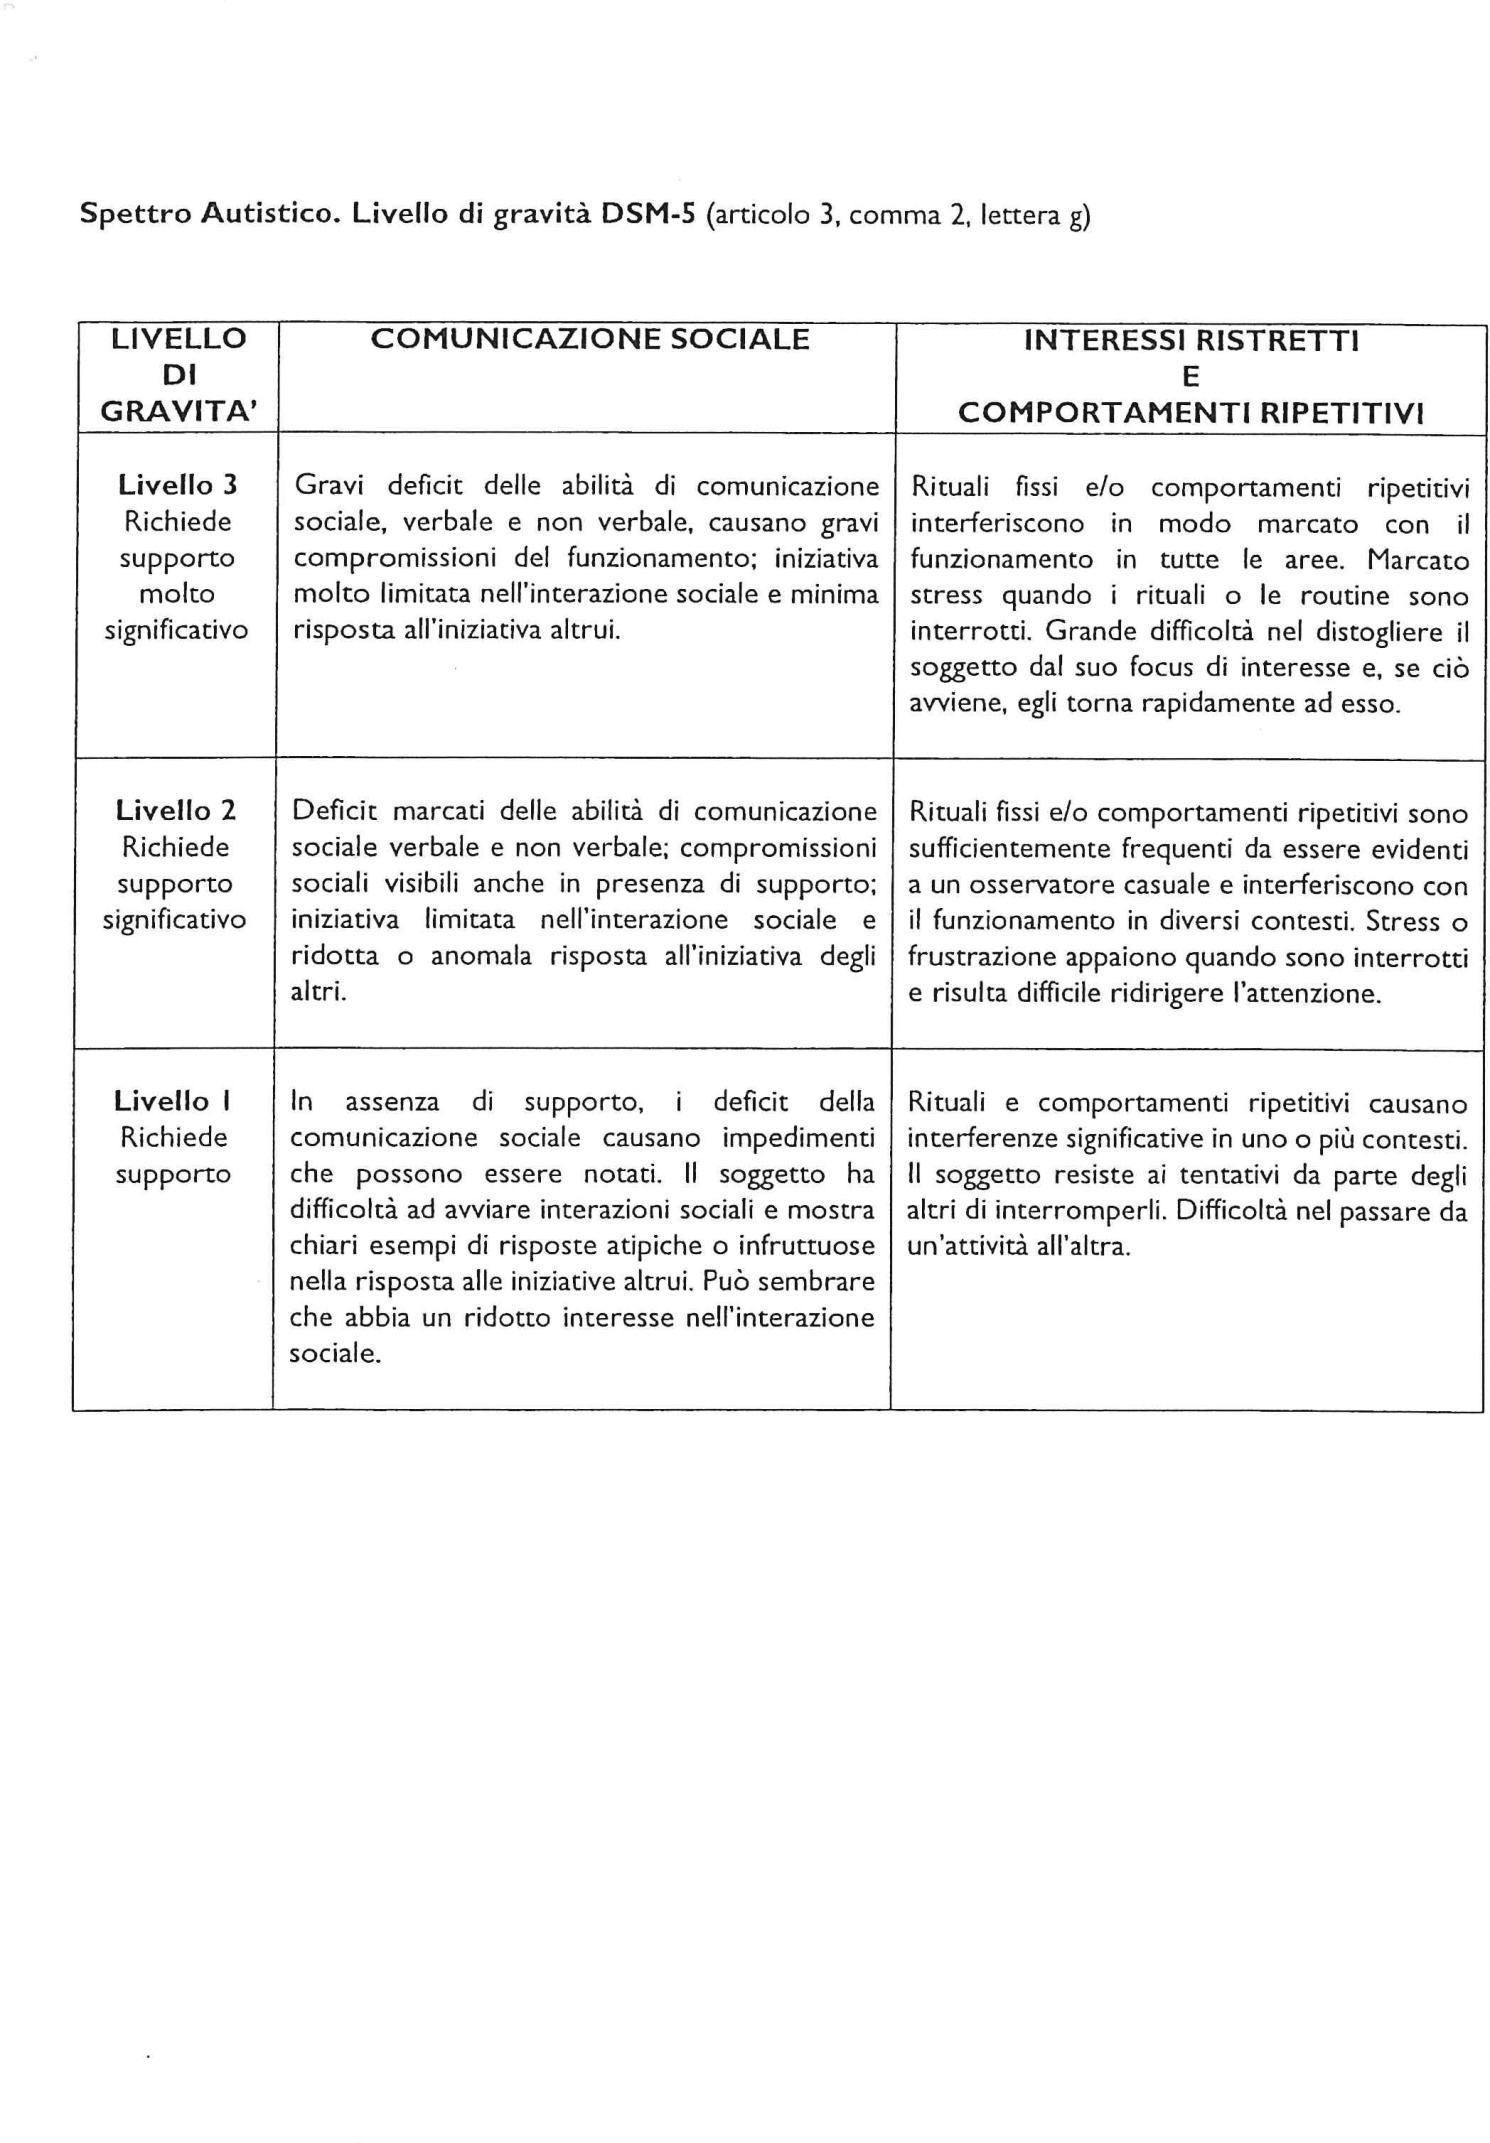 Spettro Autistico. Livello di gravità DSM-5 (articolo 3, comma 2, lettera g)
LIVELLO
DI
GRAVITA'
COMUNICAZIONE SOCIALE
INTERESSI RISTRETTI
E
COMPORTAMENTI RIPETITIVI
Livello 3
Richiede
supporto
molto
significativo
Gravi deficit delle abilità di comunicazione
sociale, verbale e non verbale, causano gravi
compromissioni del funzionamento; iniziativa
molto limitata nell'interazione sociale e minima
risposta all'iniziativa altrui.
Rituali fissi e/o comportamenti ripetitivi
interferiscono in modo marcato con il
funzionamento in tutte le aree. Marcato
stress quando i rituali o le routine sono
interrotti. Grande difficoltà nel distogliere il
soggetto dal suo focus di interesse e, se ciò
avviene, egli torna rapidamente ad esso.
Livello 2
Richiede
supporto
significativo
Deficit marcati delle abilità di comunicazione
sociale verbale e non verbale; compromissioni
sociali visibili anche in presenza di supporto;
iniziativa limitata nell'interazione sociale e
ridotta o anomala risposta all'iniziativa degli
altri.
Rituali fissi e/o comportamenti ripetitivi sono
sufficientemente frequenti da essere evidenti
a un osservatore casuale e interferiscono con
il funzionamento in diversi contesti. Stress o
frustrazione appaiono quando sono interrotti
e risulta difficile ridirigere l'attenzione.
Livello 1
Richiede
supporto
In assenza di supporto, i deficit della
comunicazione sociale causano impedimenti
che possono essere notati. Il soggetto ha
difficoltà ad avviare interazioni sociali e mostra
chiari esempi di risposte atipiche o infruttuose
nella risposta alle iniziative altrui. Può sembrare
che abbia un ridotto interesse nell'interazione
sociale.
Rituali e comportamenti ripetitivi causano
interferenze significative in uno o più contesti.
Il soggetto resiste ai tentativi da parte degli
altri di interromperli. Difficoltà nel passare da
un'attività all'altra.